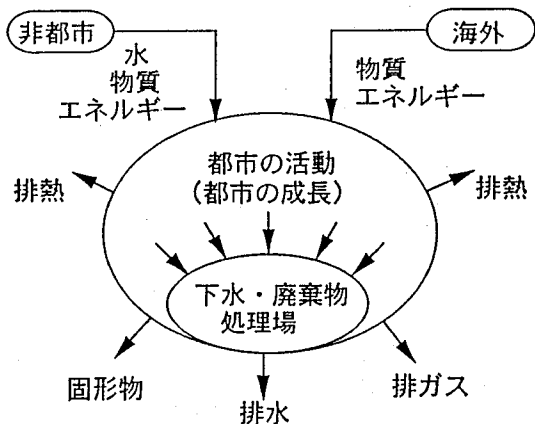 非都市
海外
水
物質
エネルギー
物質
エネルギー
都市の活動
(都市の成長)
排熱
排熱
下水・廃棄物
処理場
固形物
排水
排ガス